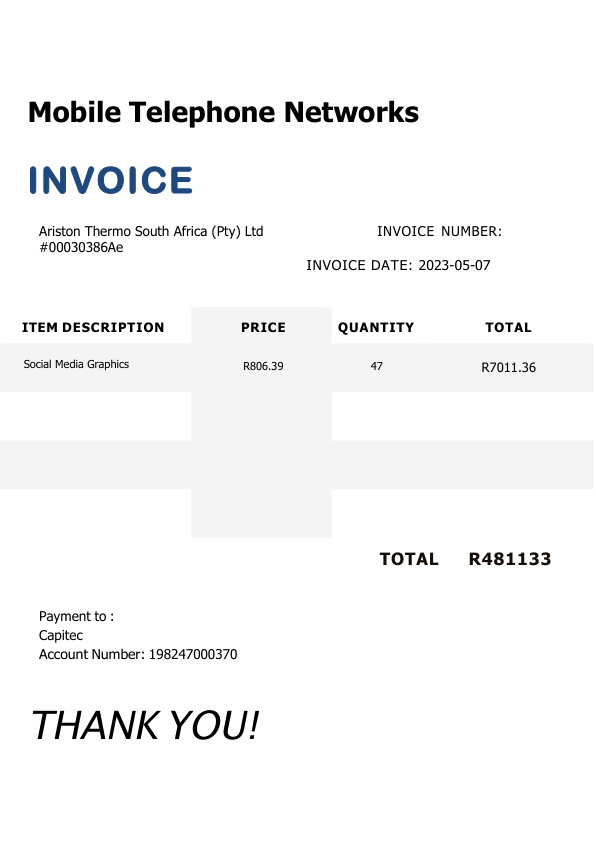 Mobile Telephone Networks
INVOICE
Ariston Thermo South Africa (Pty) Ltd
#00030386Ae
INVOICE NUMBER:
INVOICE DATE: 2023-05-07
ITEM DESCRIPTION PRICE QUANTITY TOTAL
Social Media Graphics R806.39 47 R7011.36
TOTAL R481133
Payment to :
Capitec
Account Number: 198247000370
THANK YOU!